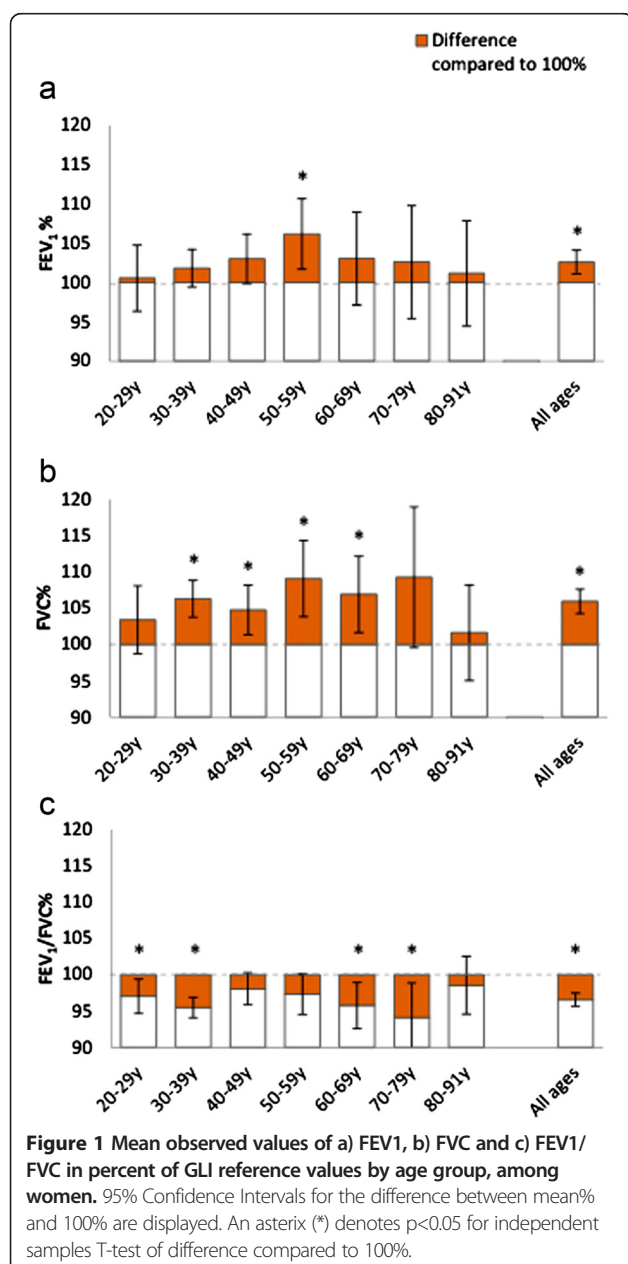 Difference
compared to 100%
a
120
115
110
105
100
95
90
FEV1 %
*
*
20-29y
30-39y
40-49y
50-59y
60-69y
70-79y
80-91y
All ages
b
120
115
110
105
100
95
90
FVC%
*
*
*
*
*
20-29y
30-39y
40-49y
50-59y
60-69y
70-79y
80-91y
All ages
c
120
115
110
105
100
95
90
FEV1/FVC%
*
*
*
*
*
20-29y
30-39y
40-49y
50-59y
60-69y
70-79y
80-91y
All ages
Figure 1 Mean observed values of a) FEV1, b) FVC and c) FEV1/
FVC in percent of GLI reference values by age group, among
women. 95% Confidence Intervals for the difference between mean%
and 100% are displayed. An asterix (*) denotes p<0.05 for independent
samples T-test of difference compared to 100%.